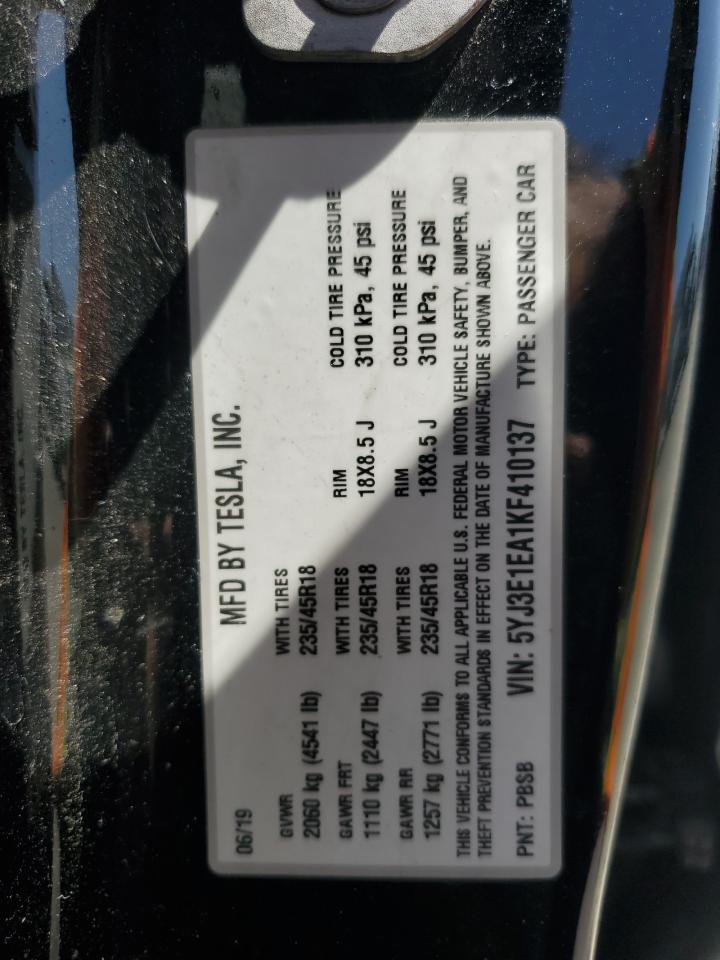 06/19 MFD BY TESLA, INC.
GVWR WITH TIRES
2060 kg (4541 lb) 235/45R18
GAWR FRT WITH TIRES RIM COLD TIRE PRESSURE
1110 kg (2447 lb) 235/45R18 18X8.5 J 310 kPa, 45 psi
GAWR RR WITH TIRES RIM COLD TIRE PRESSURE
1257 kg (2771 lb) 235/45R18 18X8.5 J 310 kPa, 45 psi
THIS VEHICLE CONFORMS TO ALL APPLICABLE U.S. FEDERAL MOTOR VEHICLE SAFETY, BUMPER, AND
THEFT PREVENTION STANDARDS IN EFFECT ON THE DATE OF MANUFACTURE SHOWN ABOVE.
PNT: PBSB VIN: 5YJ3E1EA1KF410137 TYPE: PASSENGER CAR